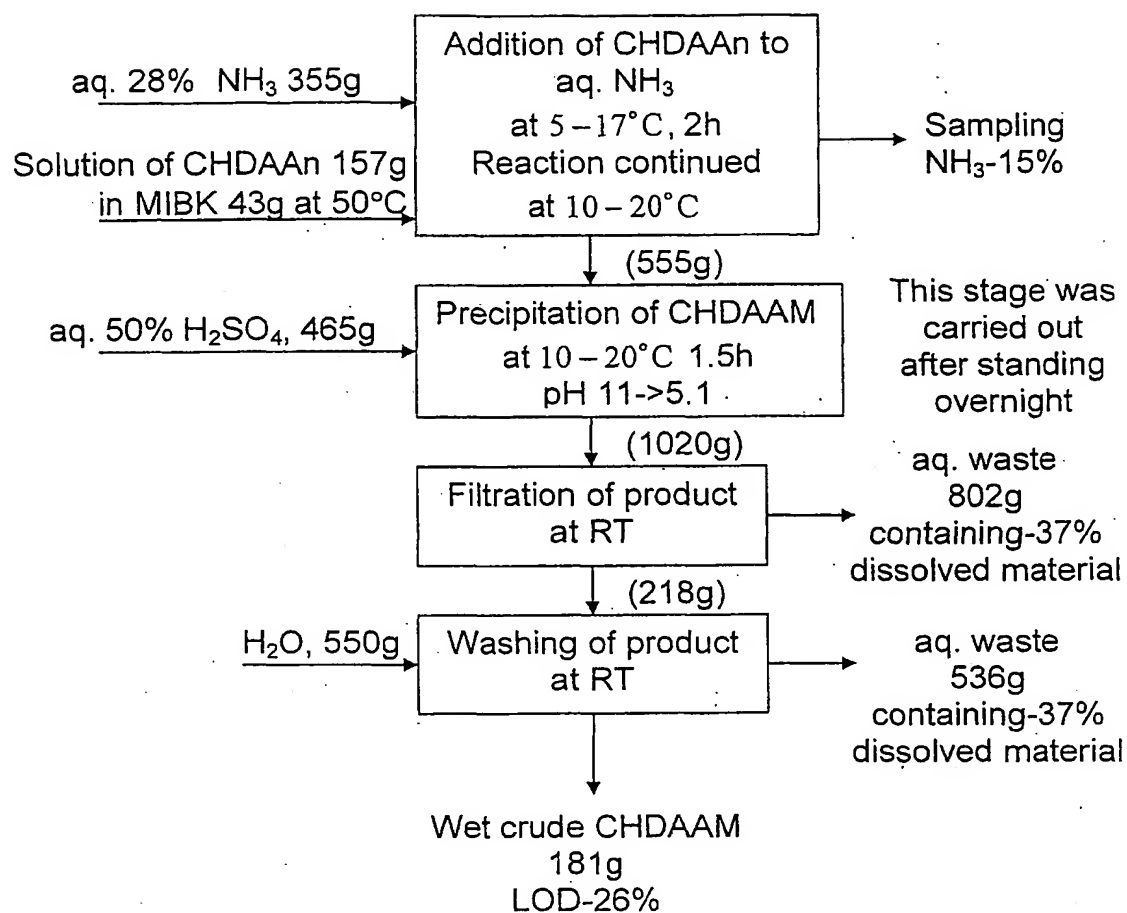 Addition of CHDAAn to
aq. NH₃
at 5–17°C, 2h
Reaction continued
at 10–20°C
aq. 28% NH₃ 355g
Solution of CHDAAn 157g
in MIBK 43g at 50°C
Sampling
NH₃-15%
(555g)
Precipitation of CHDAAM
at 10–20°C 1.5h
pH 11->5.1
aq. 50% H₂SO₄, 465g
This stage was
carried out
after standing
overnight
(1020g)
Filtration of product
at RT
aq. waste
802g
containing-37%
dissolved material
(218g)
H₂O, 550g
Washing of product
at RT
aq. waste
536g
containing-37%
dissolved material
Wet crude CHDAAM
181g
LOD-26%